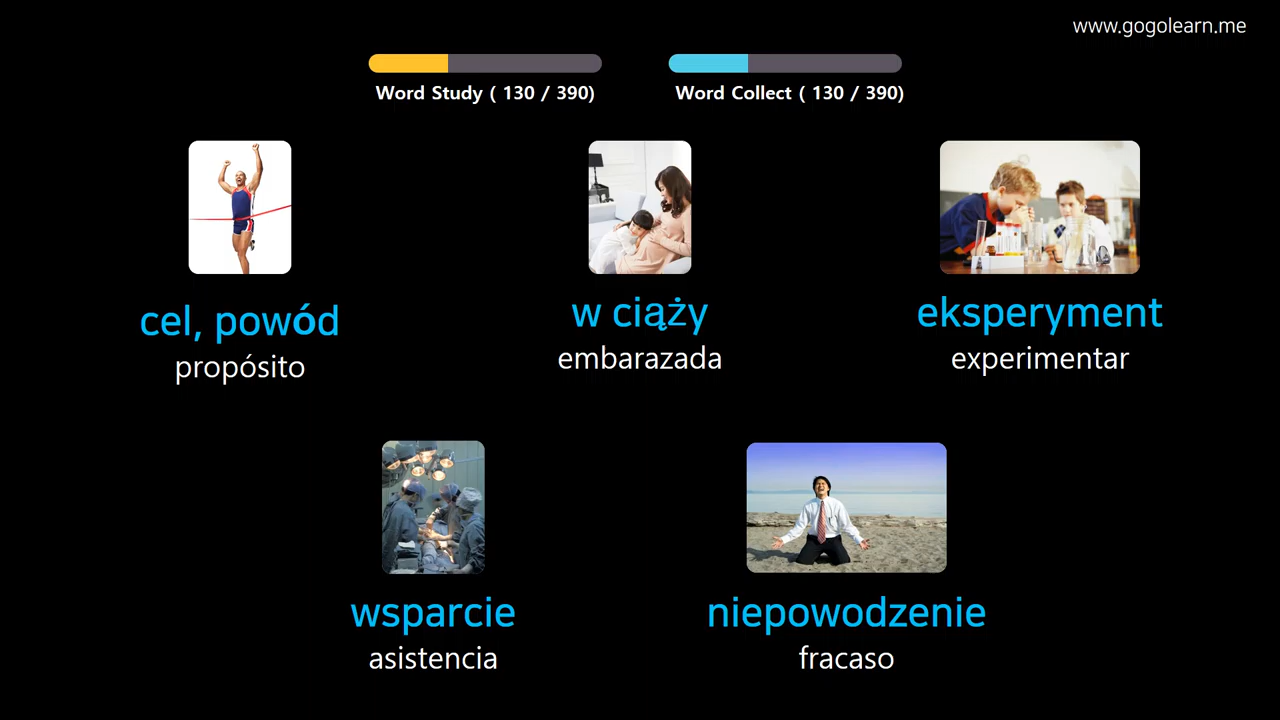 www.gogolearn.me
Word Study ( 130 / 390)
Word Collect ( 130 / 390)
cel, powód
propósito
w ciąży
embarazada
eksperyment
experimentar
wsparcie
asistencia
niepowodzenie
fracaso